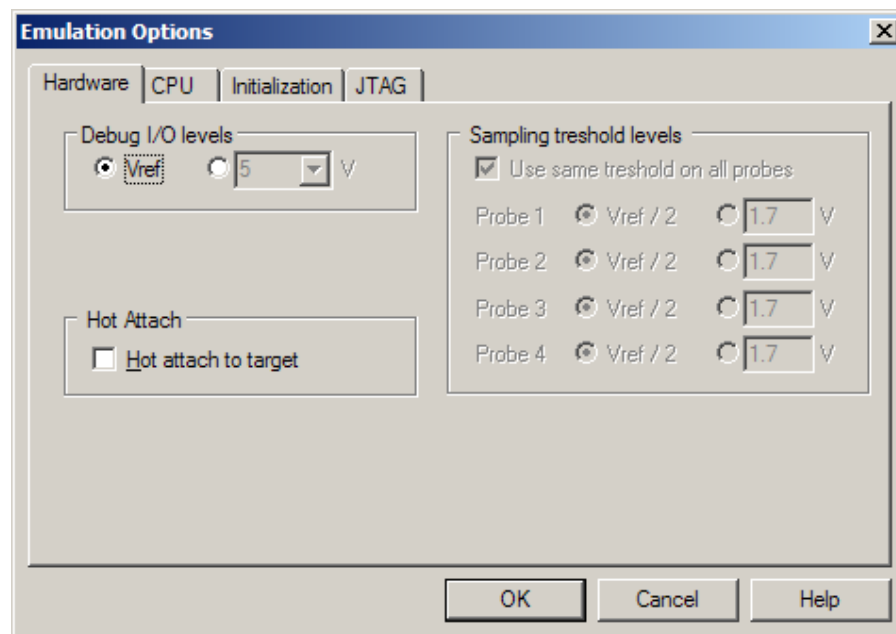 Emulation Options
Hardware CPU Initialization JTAG
Debug I/O levels
Vref 5 V
Hot Attach
Hot attach to target
Sampling treshold levels
Use same treshold on all probes
Probe 1 Vref / 2 1.7 V
Probe 2 Vref / 2 1.7 V
Probe 3 Vref / 2 1.7 V
Probe 4 Vref / 2 1.7 V
OK Cancel Help